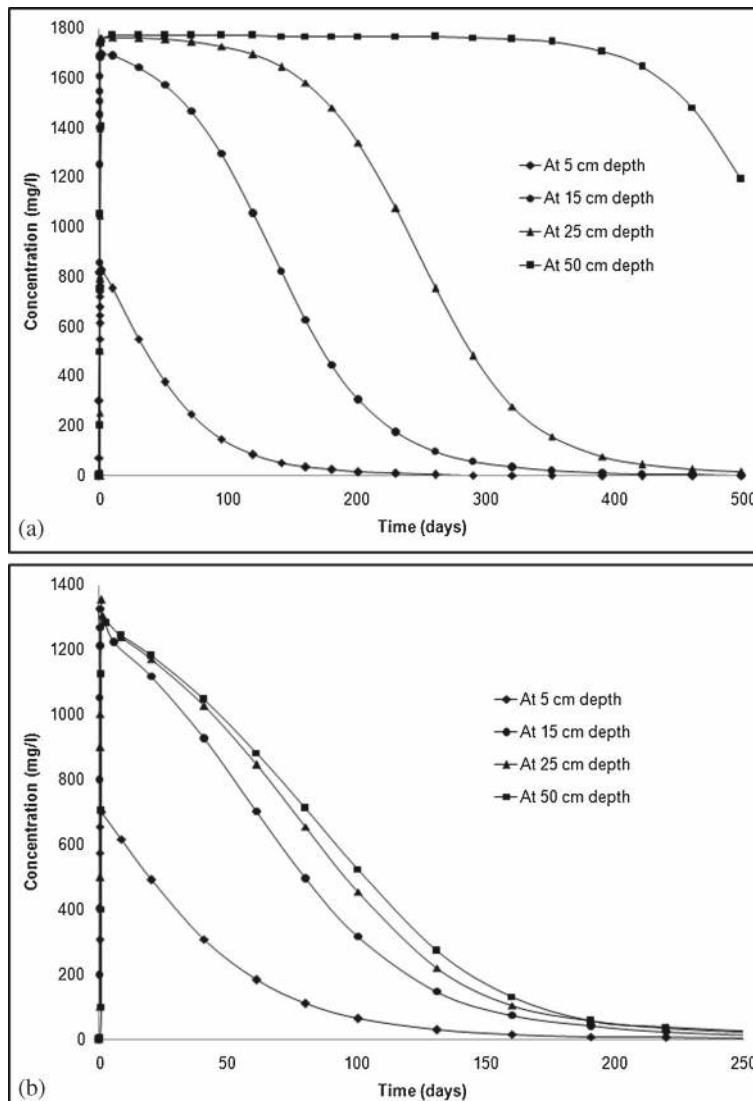 1800
1600
1400
1200
1000
800
600
400
200
0
Concentration (mg/l)
At 5 cm depth
At 15 cm depth
At 25 cm depth
At 50 cm depth
0 100 200 300 400 500
Time (days)
(a)
1400
1200
1000
800
600
400
200
0
Concentration (mg/l)
At 5 cm depth
At 15 cm depth
At 25 cm depth
At 50 cm depth
0 50 100 150 200 250
Time (days)
(b)